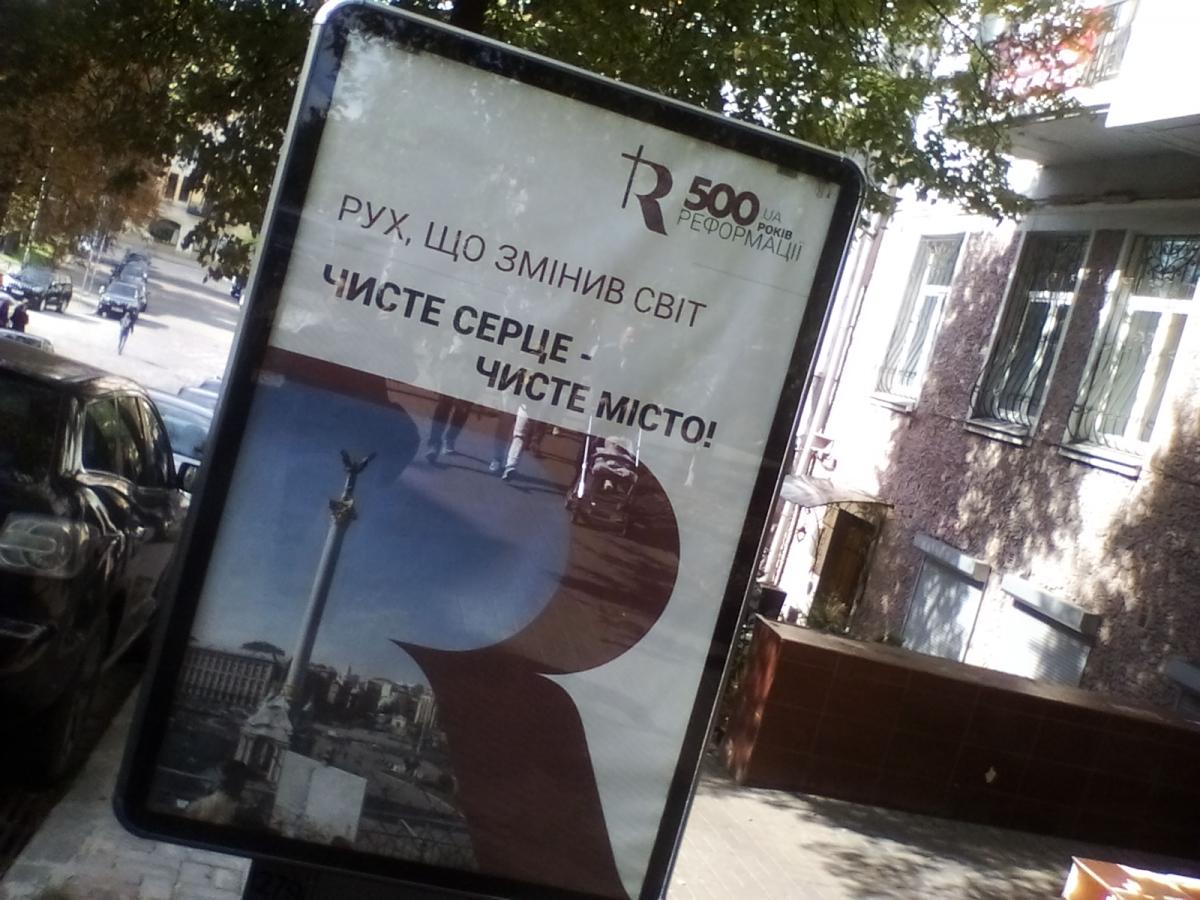 R 500 UA
РОКІВ
РЕФОРМАЦІЇ
РУХ, ЩО ЗМІНИВ СВІТ
ЧИСТЕ СЕРЦЕ -
ЧИСТЕ МІСТО!